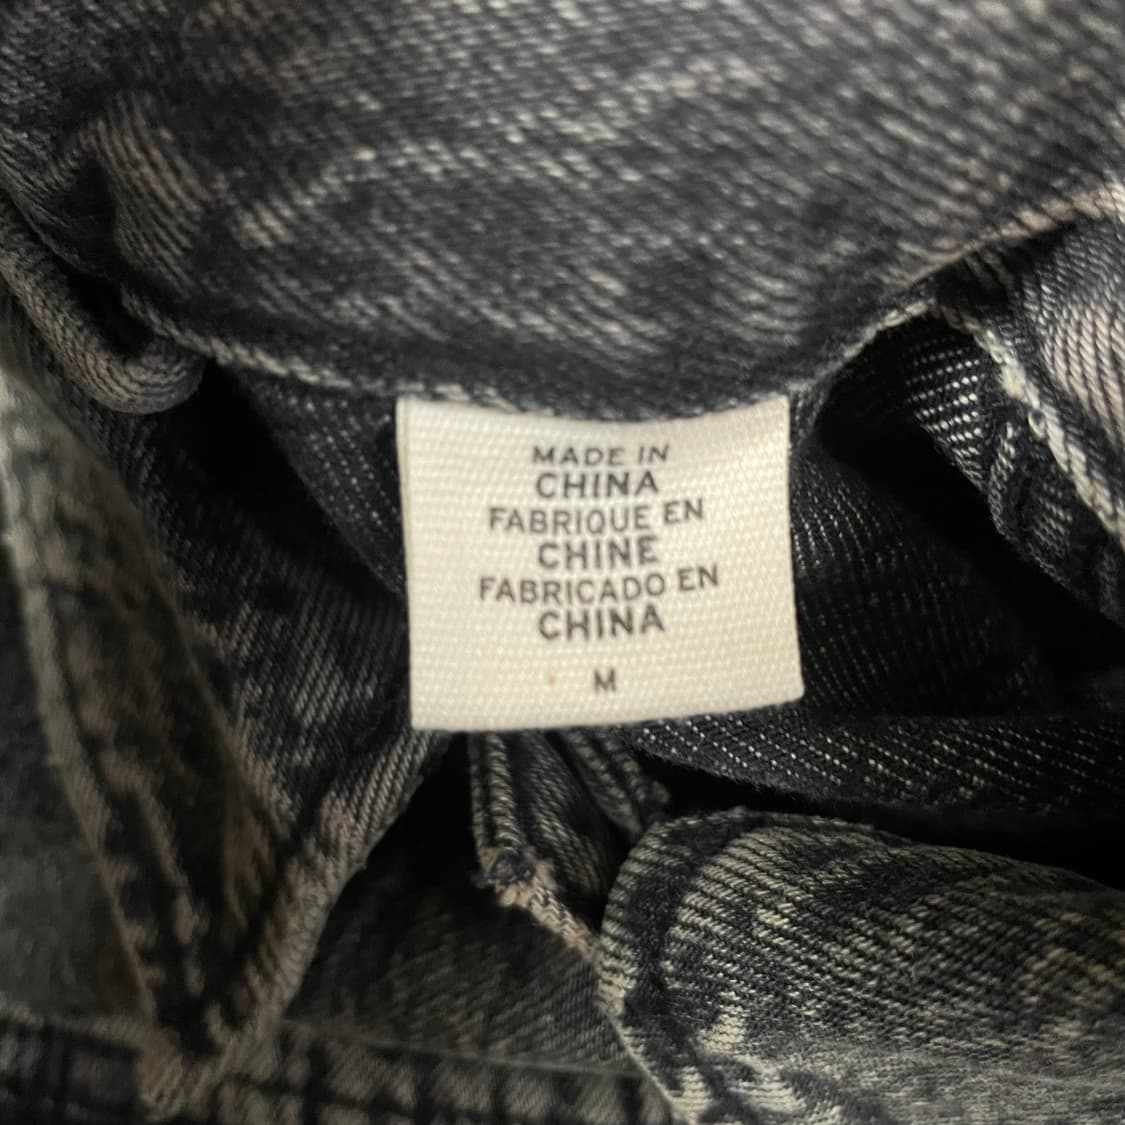 MADE IN
CHINA
FABRIQUE EN
CHINE
FABRICADO EN
CHINA
M